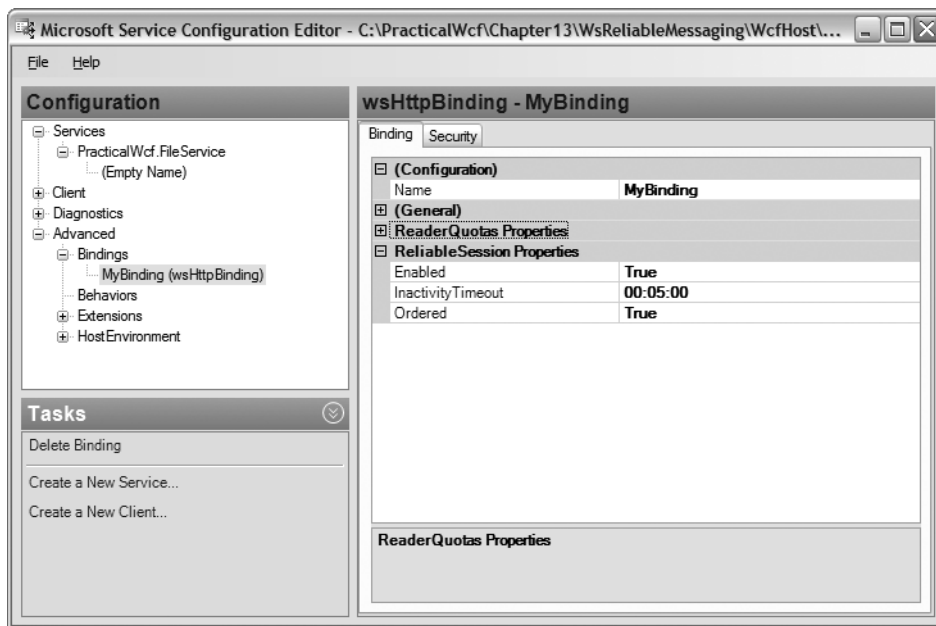 Microsoft Service Configuration Editor - C:\PracticalWcf\Chapter13\WsReliableMessaging\WcfHost\...
File Help
Configuration
Services
PracticalWcf.FileService
(Empty Name)
Client
Diagnostics
Advanced
Bindings
MyBinding (wsHttpBinding)
Behaviors
Extensions
HostEnvironment
Tasks
Delete Binding
Create a New Service...
Create a New Client...
wsHttpBinding - MyBinding
Binding Security
(Configuration)
Name MyBinding
(General)
ReaderQuotas Properties
ReliableSession Properties
Enabled True
InactivityTimeout 00:05:00
Ordered True
ReaderQuotas Properties